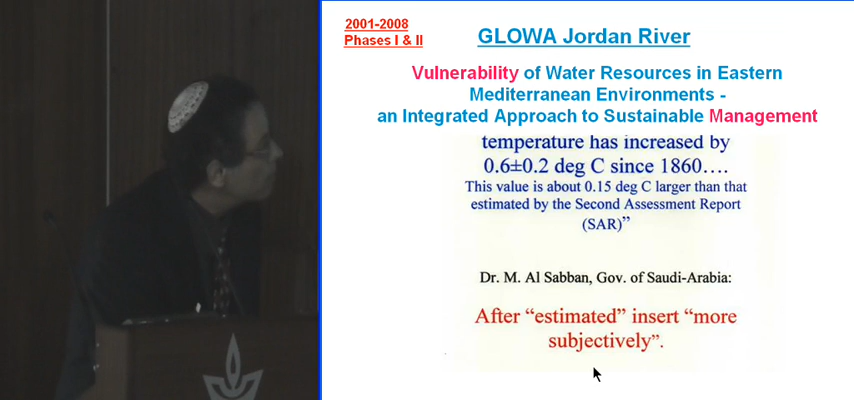 2001-2008
Phases I & II
GLOWA Jordan River
Vulnerability of Water Resources in Eastern
Mediterranean Environments -
an Integrated Approach to Sustainable Management
temperature has increased by
0.6±0.2 deg C since 1860….
This value is about 0.15 deg C larger than that
estimated by the Second Assessment Report
(SAR)”
Dr. M. Al Sabban, Gov. of Saudi-Arabia:
After “estimated” insert “more
subjectively”.